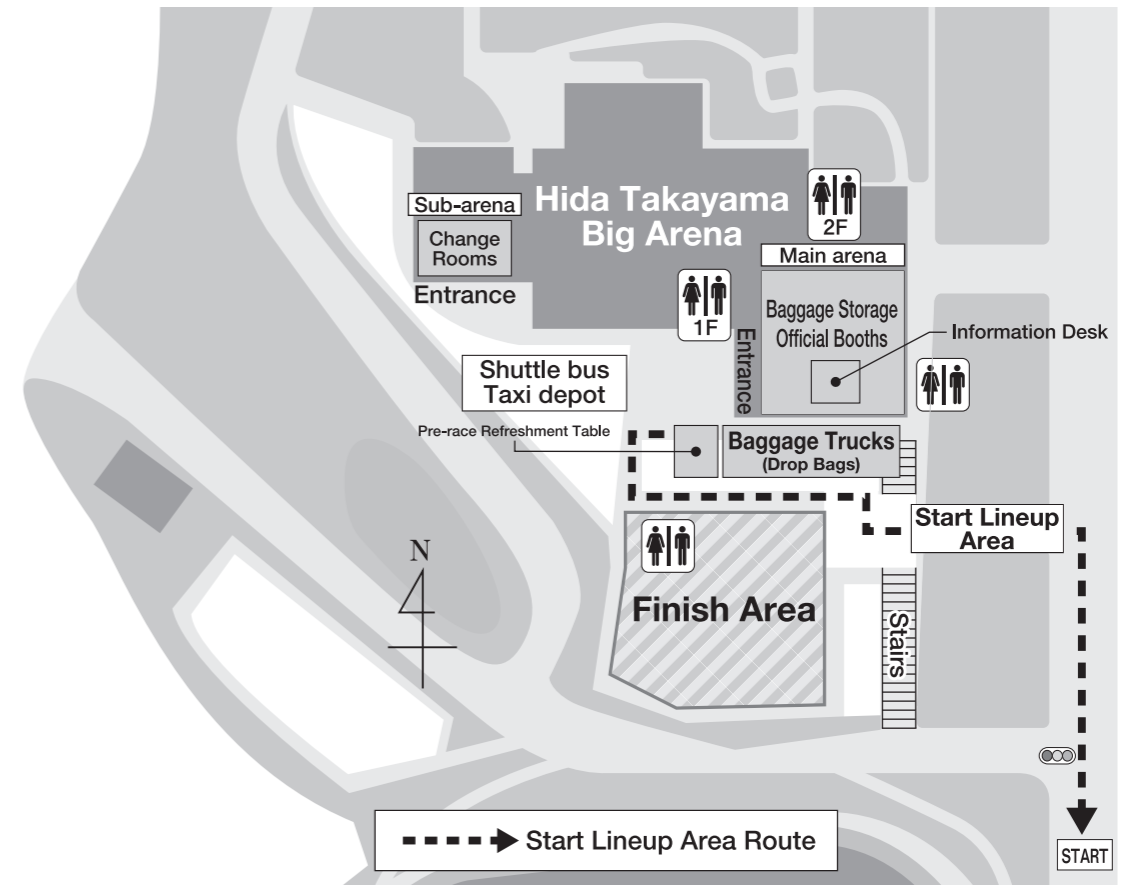 Hida Takayama
Big Arena
2F
Sub-arena
Change
Rooms
Entrance
Main arena
1F
Entrance
Baggage Storage
Official Booths
Information Desk
Shuttle bus
Taxi depot
Pre-race Refreshment Table
Baggage Trucks
(Drop Bags)
Start Lineup
Area
N
Finish Area
Stairs
Start Lineup Area Route
START